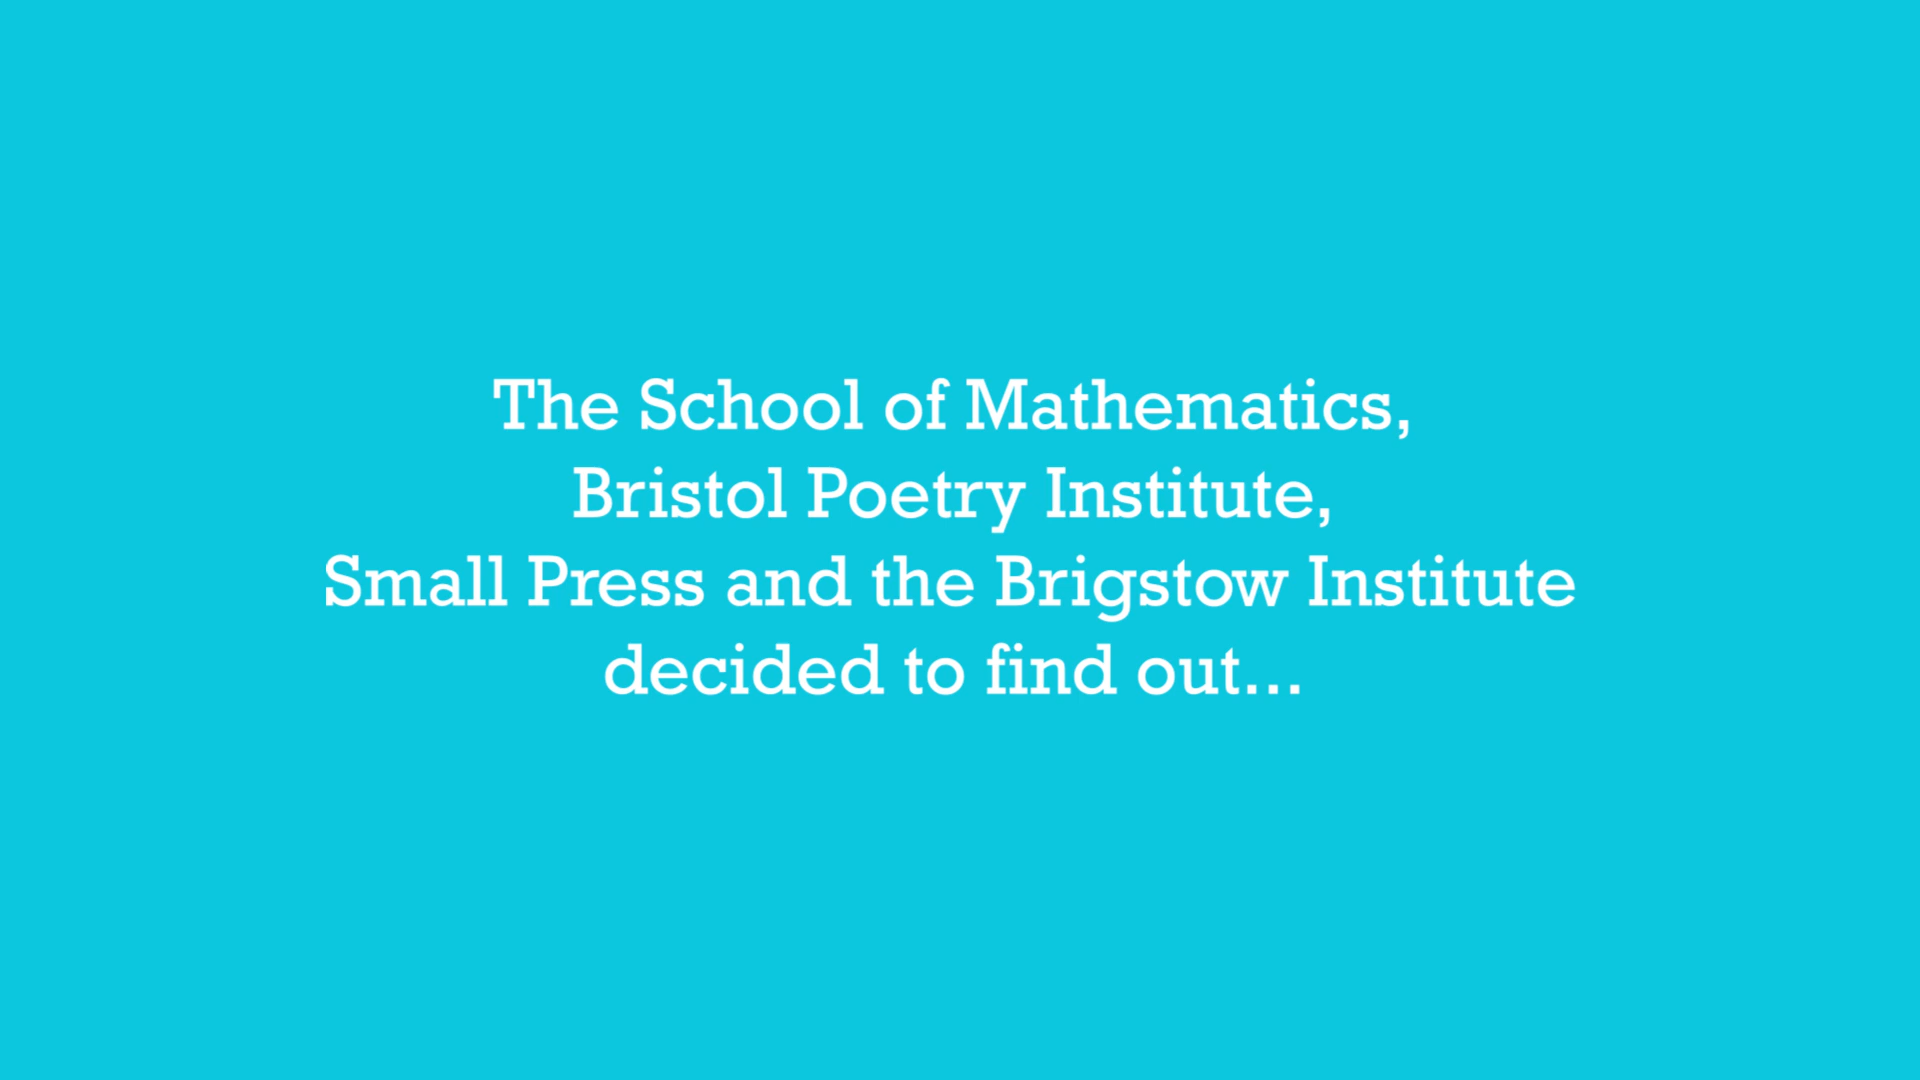 The School of Mathematics,
Bristol Poetry Institute,
Small Press and the Brigstow Institute
decided to find out...